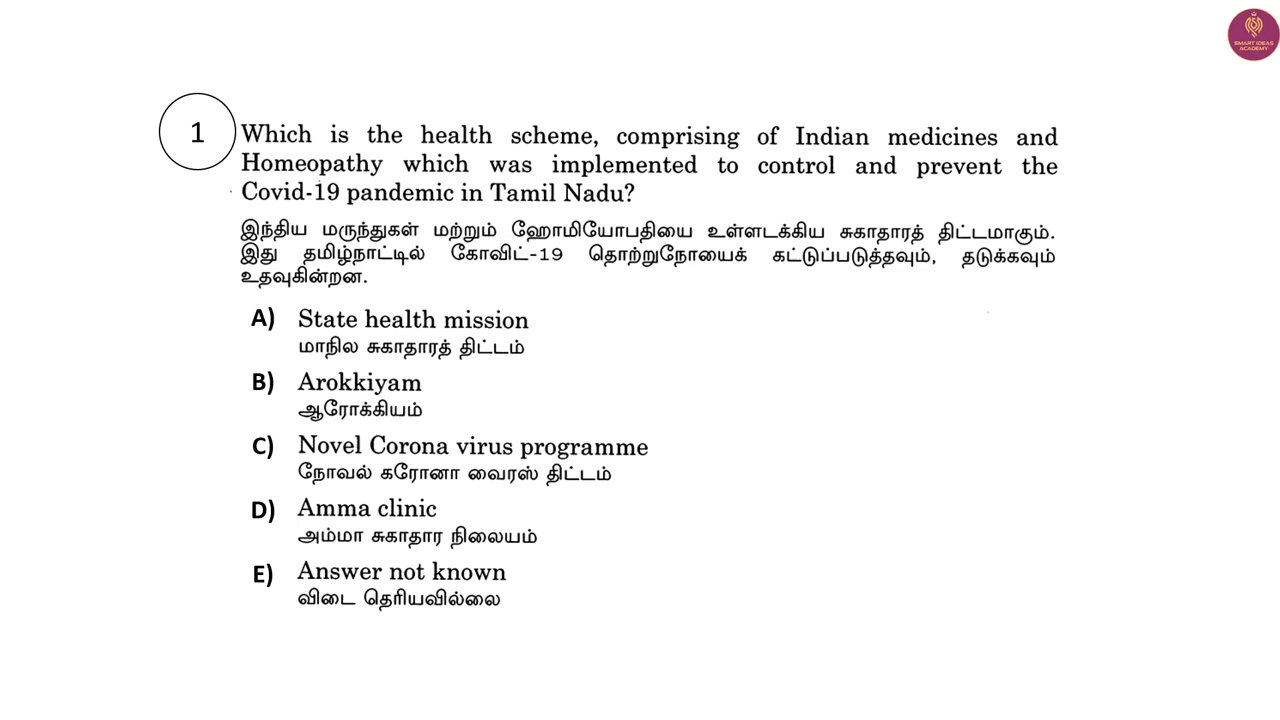 SMART IDEAS
ACADEMY
1
Which is the health scheme, comprising of Indian medicines and
Homeopathy which was implemented to control and prevent the
Covid-19 pandemic in Tamil Nadu?
இந்திய மருந்துகள் மற்றும் ஹோமியோபதியை உள்ளடக்கிய சுகாதாரத் திட்டமாகும்.
இது தமிழ்நாட்டில் கோவிட்-19 தொற்றுநோயைக் கட்டுப்படுத்தவும், தடுக்கவும்
உதவுகின்றன.
A) State health mission
மாநில சுகாதாரத் திட்டம்
B) Arokkiyam
ஆரோக்கியம்
C) Novel Corona virus programme
நோவல் கரோனா வைரஸ் திட்டம்
D) Amma clinic
அம்மா சுகாதார நிலையம்
E) Answer not known
விடை தெரியவில்லை